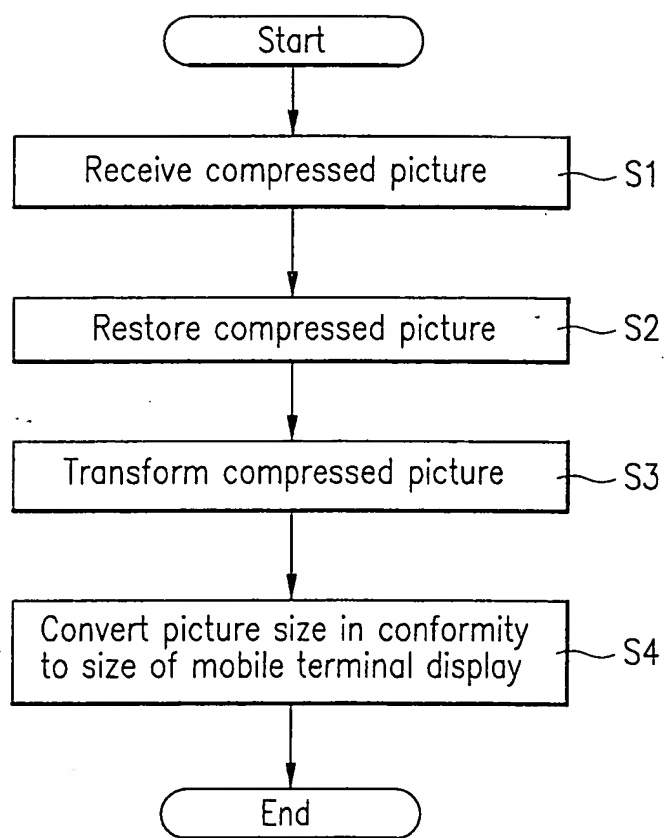 Start
Receive compressed picture
S1
Restore compressed picture
S2
Transform compressed picture
S3
Convert picture size in conformity
to size of mobile terminal display
S4
End